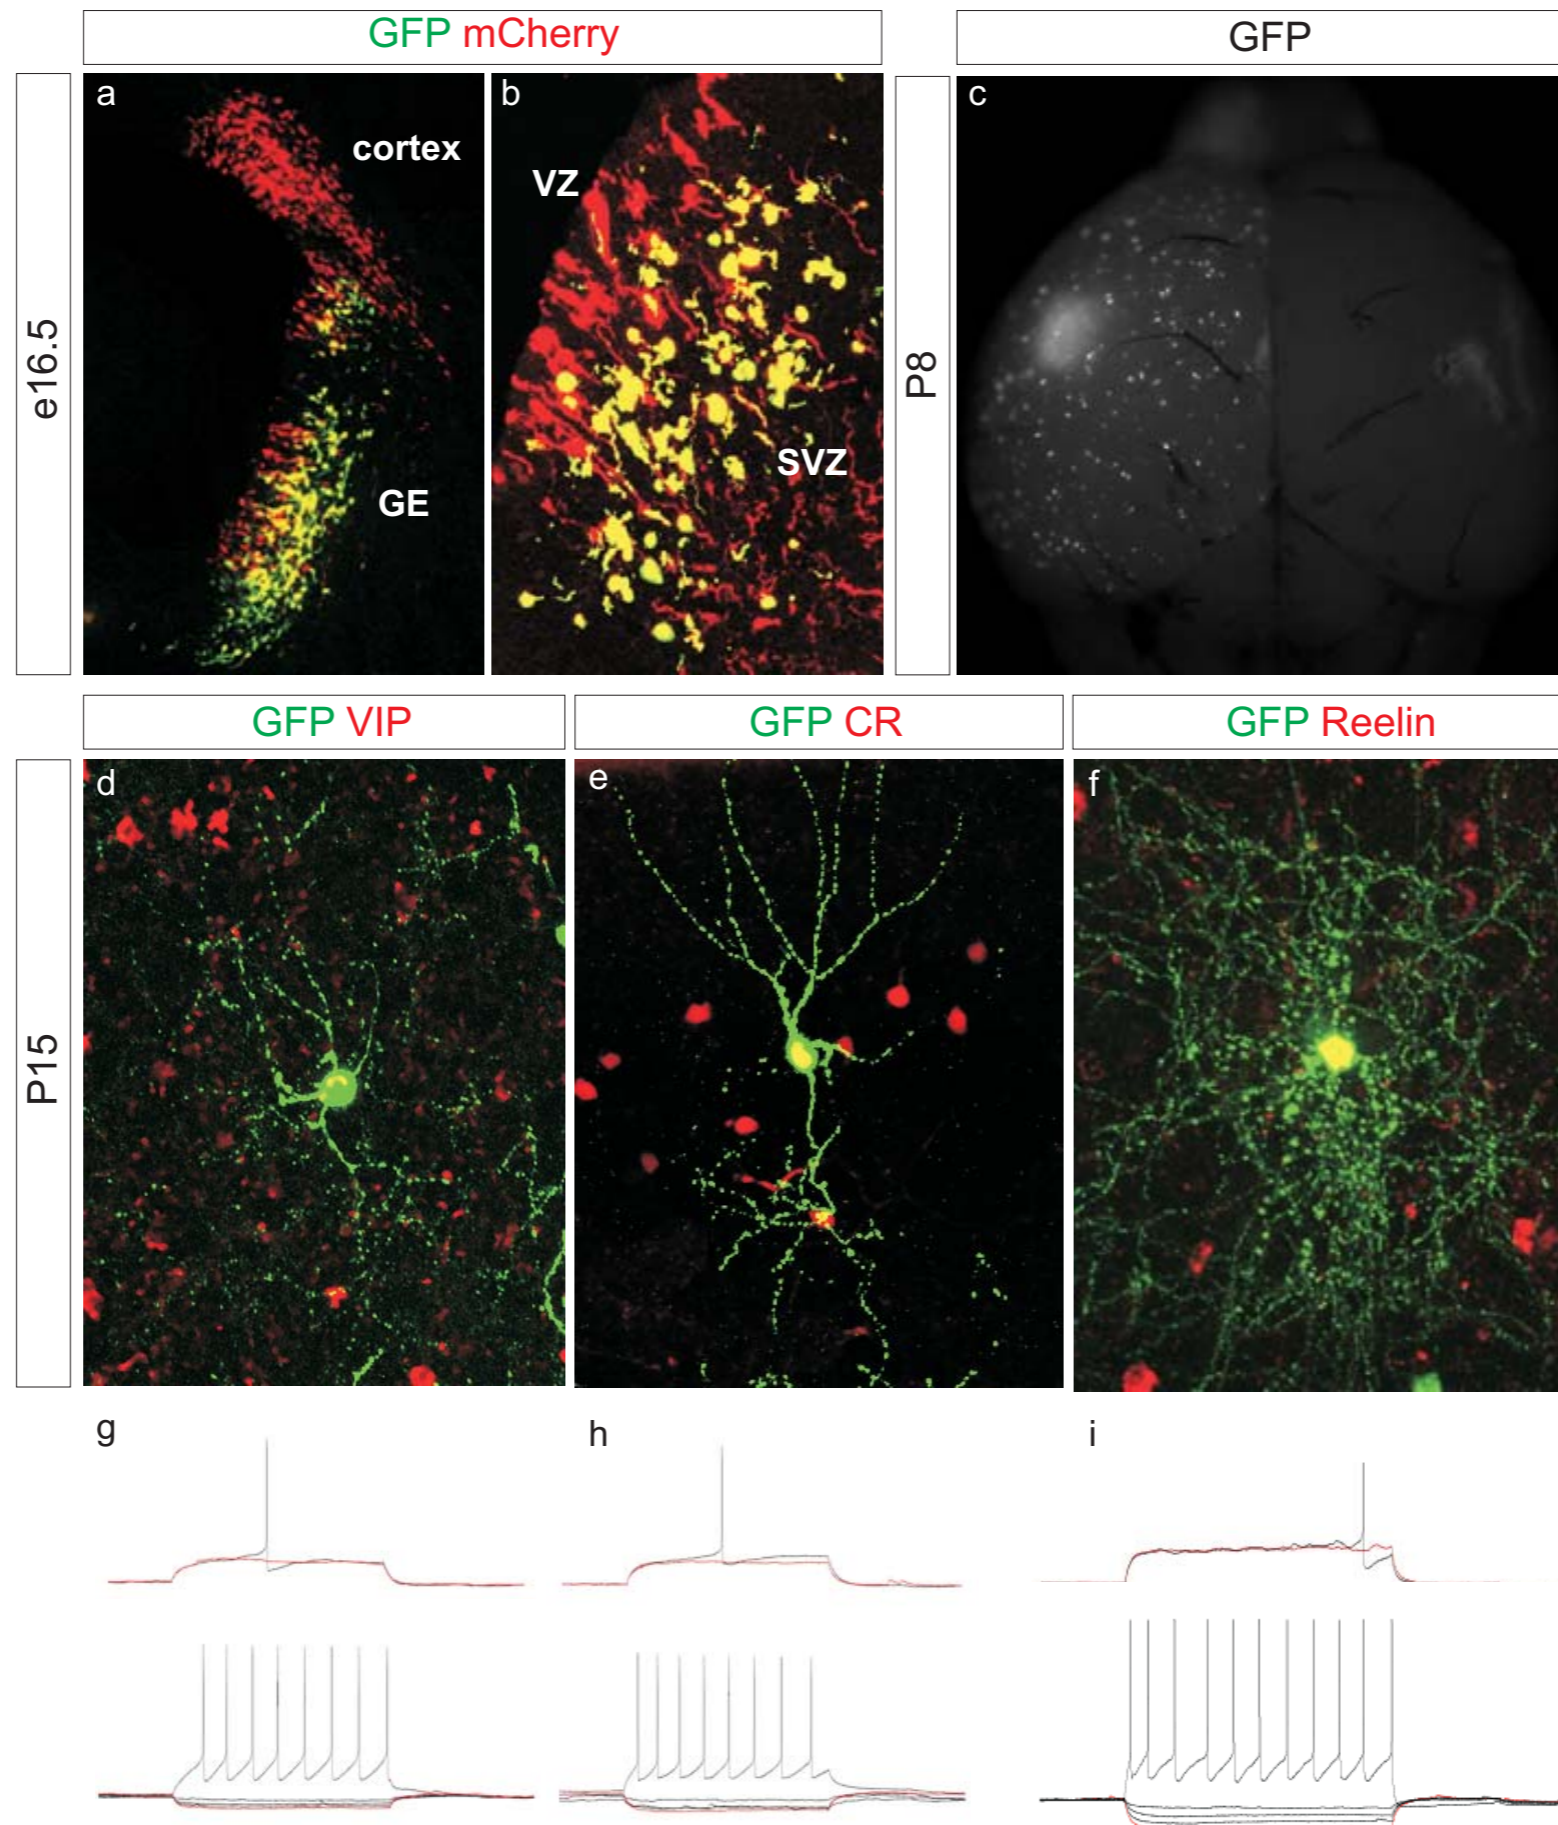 GFP mCherry
GFP
e16.5
a
cortex
GE
b
VZ
SVZ
P8
c
GFP VIP
GFP CR
GFP Reelin
P15
d
e
f
g
h
i